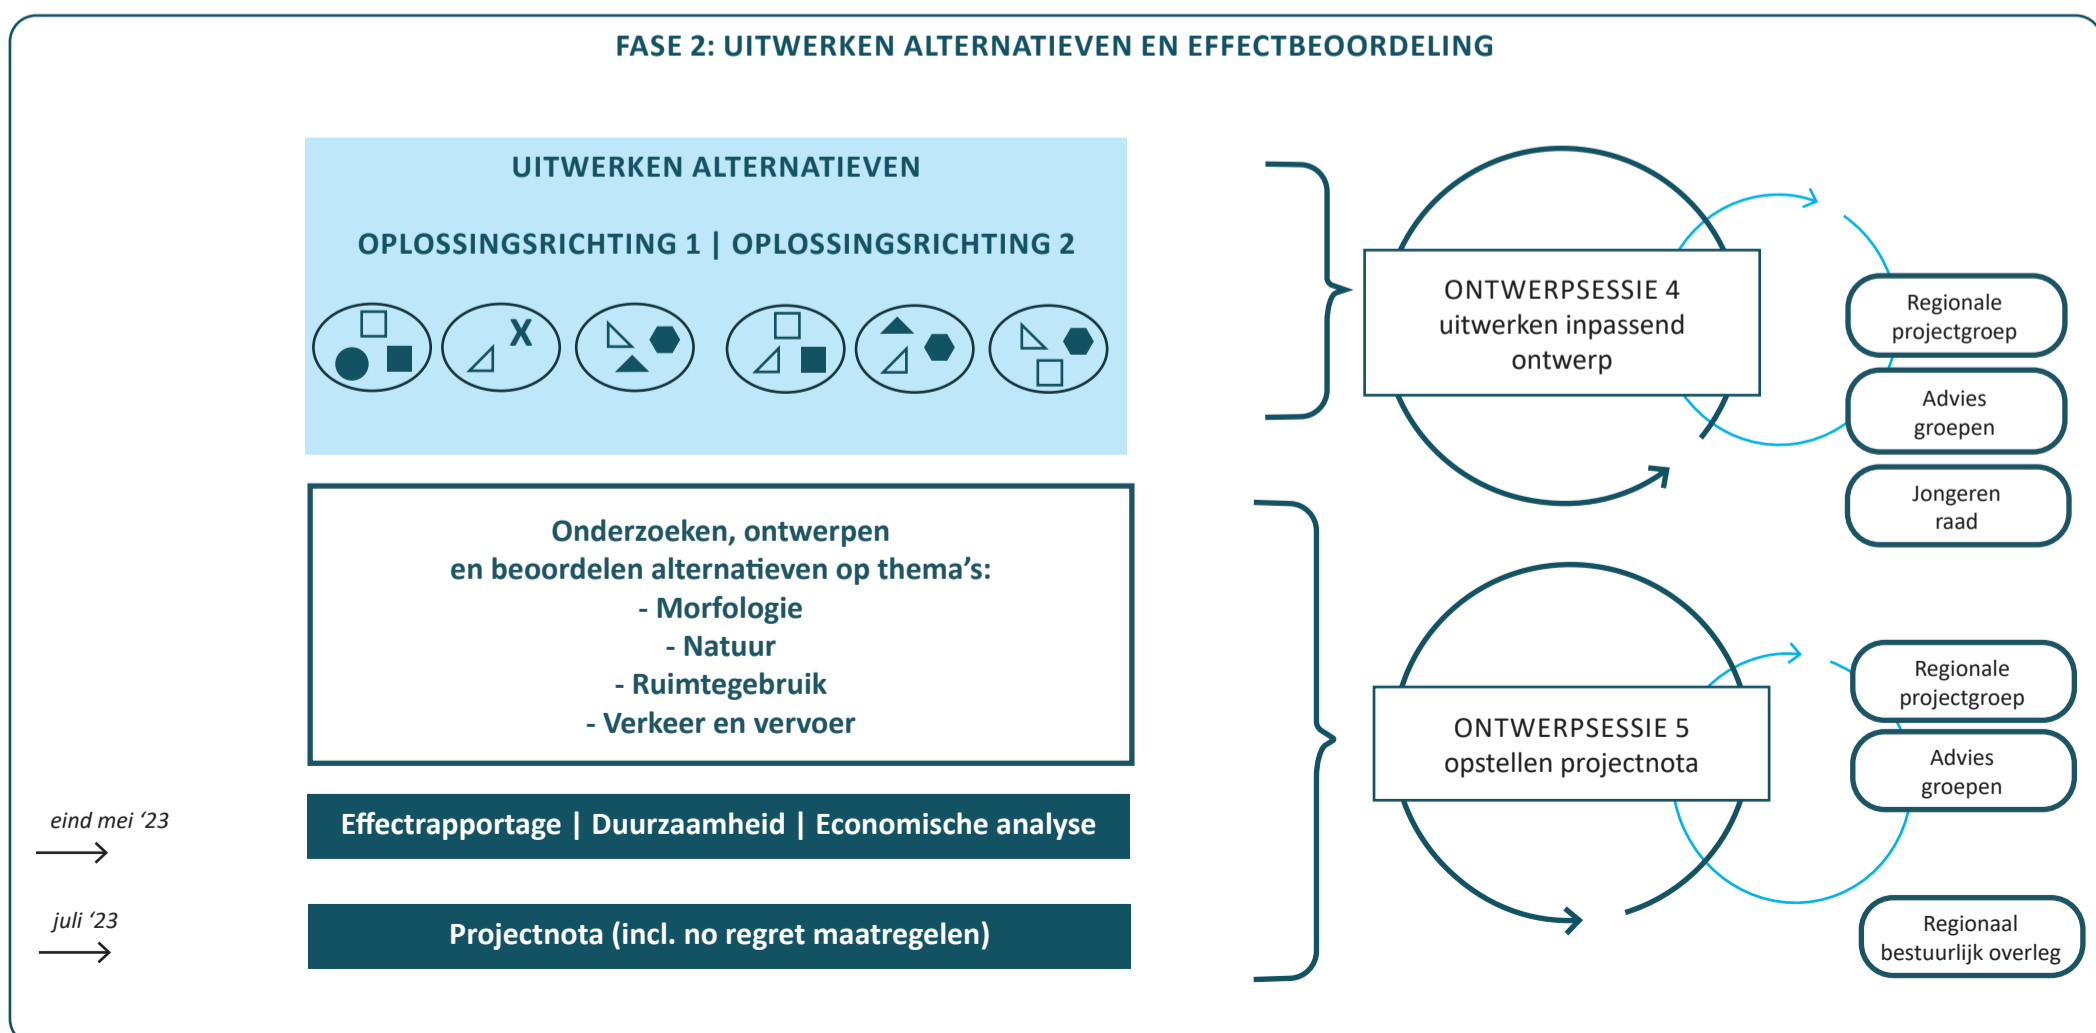 FASE 2: UITWERKEN ALTERNATIEVEN EN EFFECTBEOORDELING
UITWERKEN ALTERNATIEVEN
OPLOSSINGSRICHTING 1 | OPLOSSINGSRICHTING 2
X
Onderzoeken, ontwerpen
en beoordelen alternatieven op thema’s:
- Morfologie
- Natuur
- Ruimtegebruik
- Verkeer en vervoer
eind mei ‘23
Effectrapportage | Duurzaamheid | Economische analyse
juli ‘23
Projectnota (incl. no regret maatregelen)
ONTWERPSESSIE 4
uitwerken inpassend
ontwerp
Regionale
projectgroep
Advies
groepen
Jongeren
raad
ONTWERPSESSIE 5
opstellen projectnota
Regionale
projectgroep
Advies
groepen
Regionaal
bestuurlijk overleg